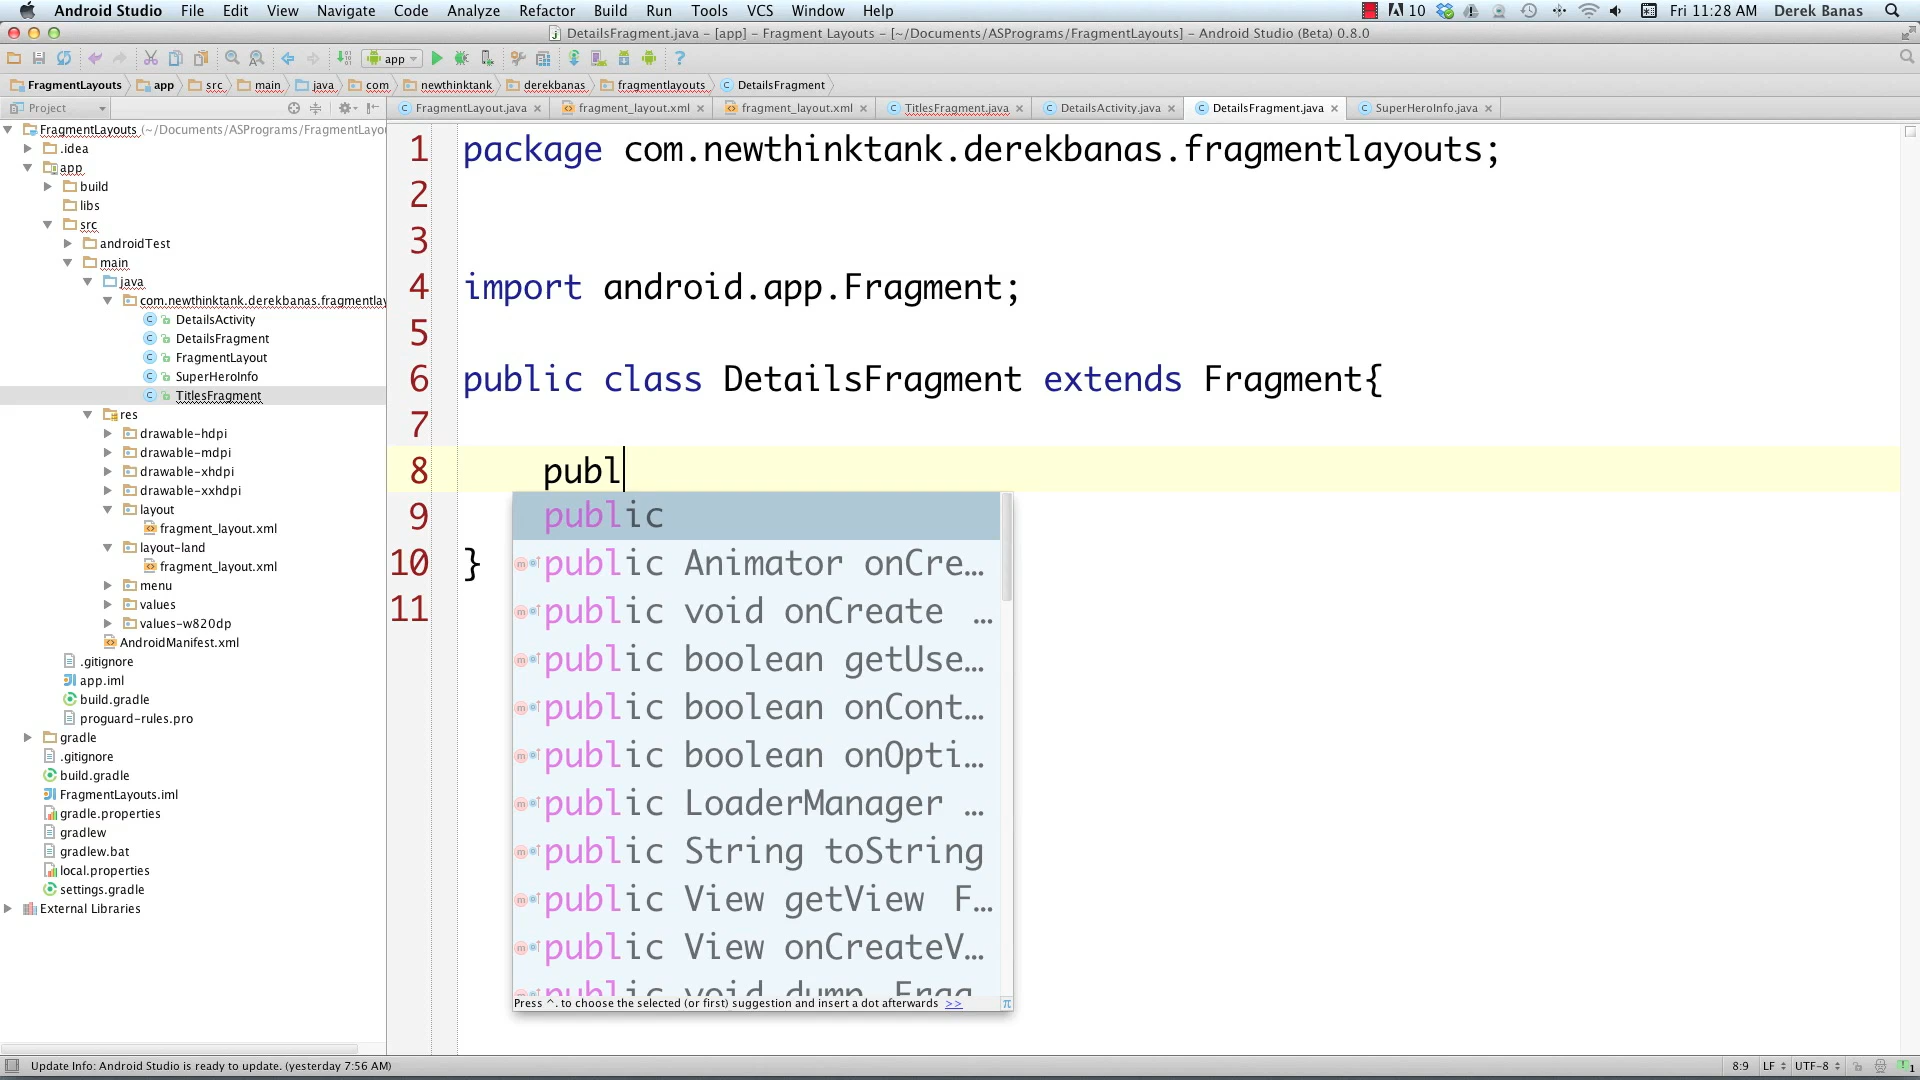 Android Studio File Edit View Navigate Code Analyze Refactor Build Run Tools VCS Window Help 10 Fri 11:28 AM Derek Banas
DetailsFragment.java - [app] - Fragment Layouts - [~/Documents/ASPrograms/FragmentLayouts] - Android Studio (Beta) 0.8.0
app
FragmentLayouts app src main java com newthinktank derekbanas fragmentlayouts DetailsFragment
Project
FragmentLayout.java fragment_layout.xml fragment_layout.xml TitlesFragment.java DetailsActivity.java DetailsFragment.java SuperHeroInfo.java
FragmentLayouts (~/Documents/ASPrograms/FragmentLayou
.idea
app
build
libs
src
androidTest
main
java
com.newthinktank.derekbanas.fragmentlay
DetailsActivity
DetailsFragment
FragmentLayout
SuperHeroInfo
TitlesFragment
res
drawable-hdpi
drawable-mdpi
drawable-xhdpi
drawable-xxhdpi
layout
fragment_layout.xml
layout-land
fragment_layout.xml
menu
values
values-w820dp
AndroidManifest.xml
.gitignore
app.iml
build.gradle
proguard-rules.pro
gradle
.gitignore
build.gradle
FragmentLayouts.iml
gradle.properties
gradlew
gradlew.bat
local.properties
settings.gradle
External Libraries
1 package com.newthinktank.derekbanas.fragmentlayouts;
2
3
4 import android.app.Fragment;
5
6 public class DetailsFragment extends Fragment{
7
8 publ
9
10 }
11
public
public Animator onCre…
public void onCreate …
public boolean getUse…
public boolean onCont…
public boolean onOpti…
public LoaderManager …
public String toString
public View getView F…
public View onCreateV…
public void dump Frag
Press ^. to choose the selected (or first) suggestion and insert a dot afterwards >> π
Update Info: Android Studio is ready to update. (yesterday 7:56 AM) 8:9 LF UTF-8 1